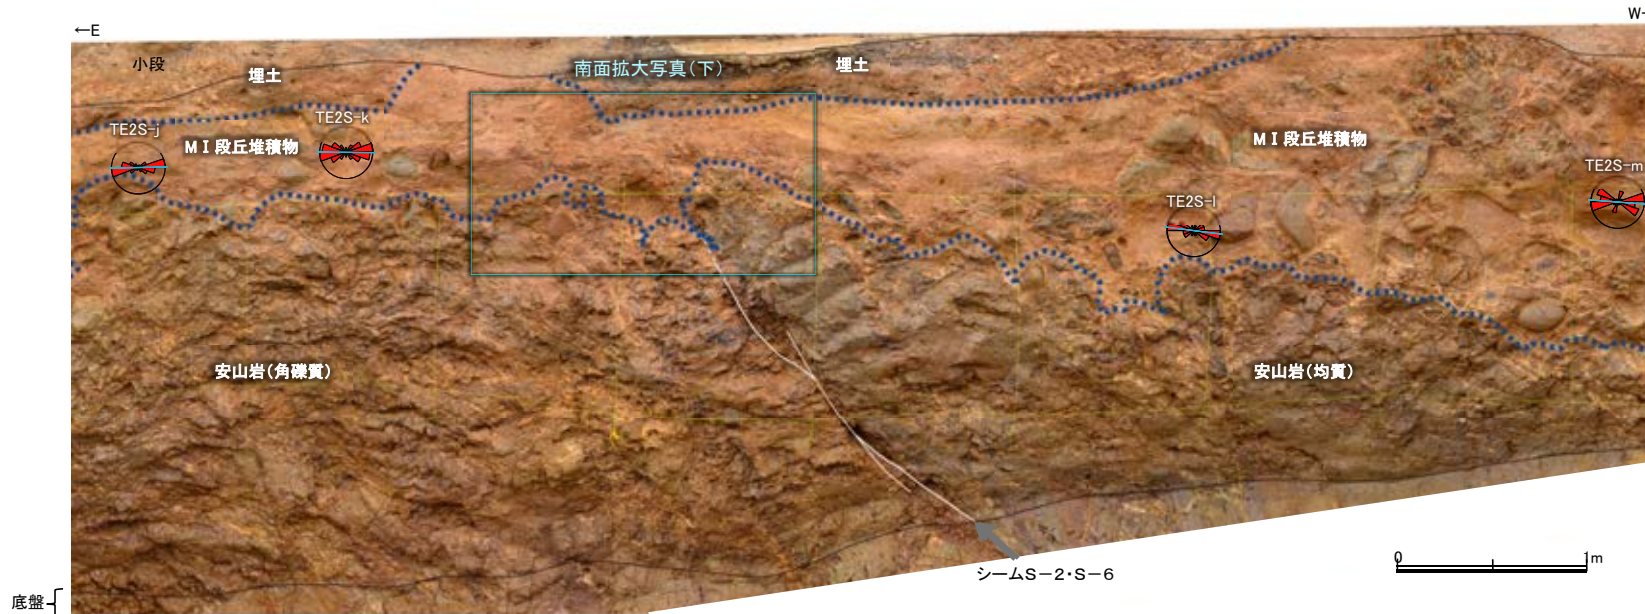 ←E
W-
小段
埋土
南面拡大写真(下)
埋土
TE2S-j
TE2S-k
MⅠ段丘堆積物
MⅠ段丘堆積物
TE2S-m
TE2S-l
安山岩(角礫質)
安山岩(均質)
シームS-2・S-6
0 1m
底盤